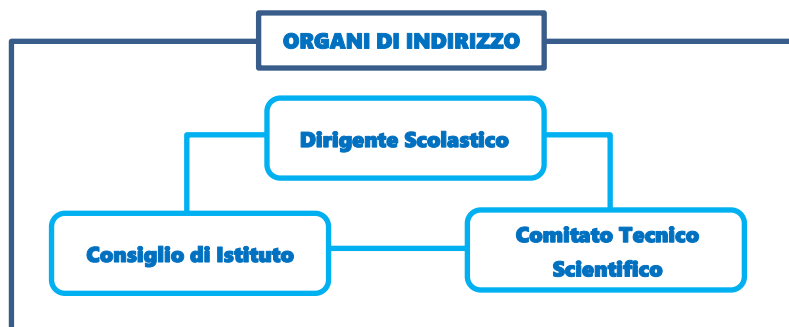 ORGANI DI INDIRIZZO
Dirigente Scolastico
Consiglio di Istituto
Comitato Tecnico
Scientifico